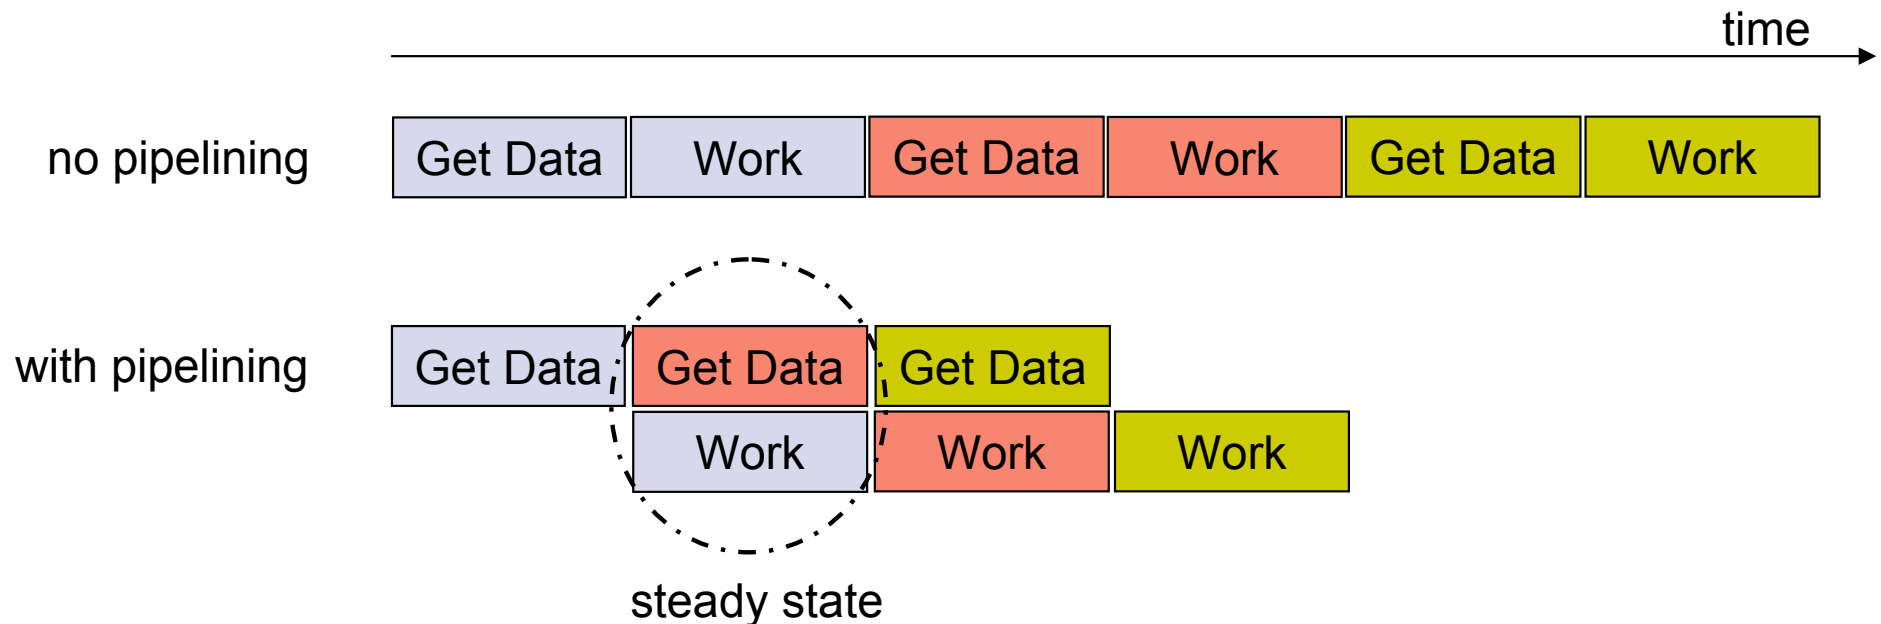 time
no pipelining Get Data Work Get Data Work Get Data Work
with pipelining Get Data Get Data Get Data
Work Work Work
steady state